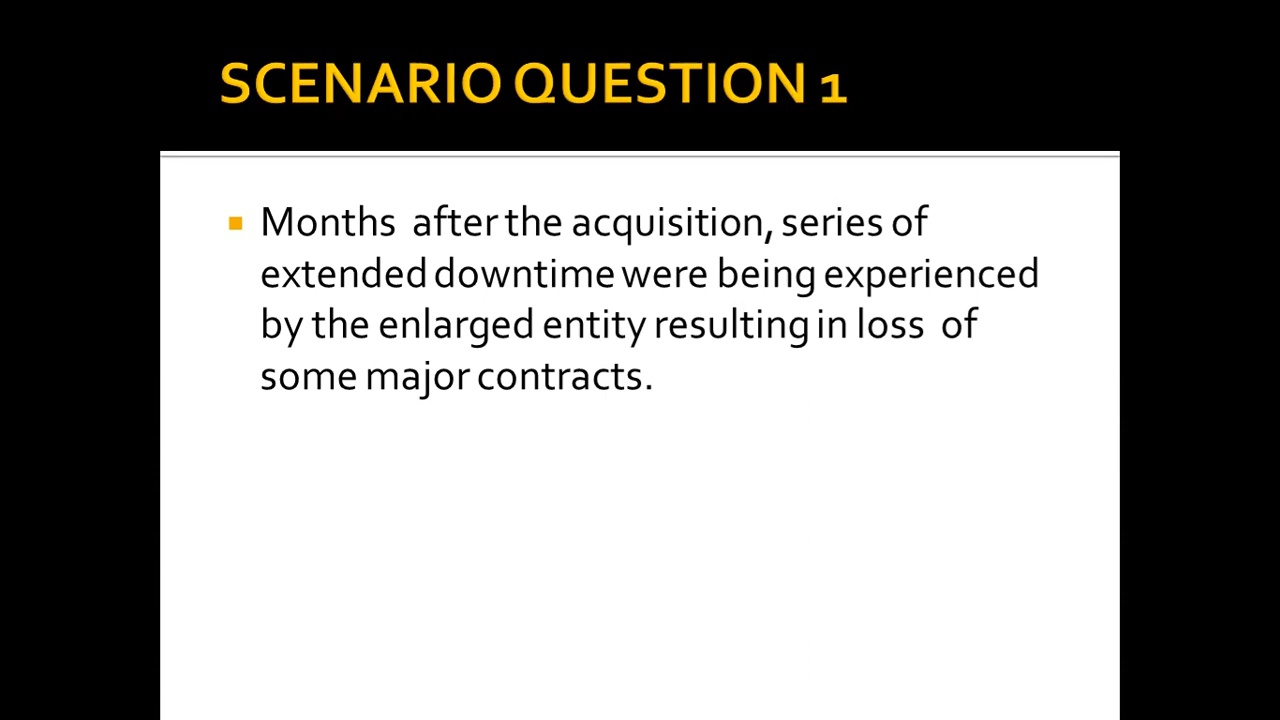 SCENARIO QUESTION 1
Months after the acquisition, series of
extended downtime were being experienced
by the enlarged entity resulting in loss of
some major contracts.